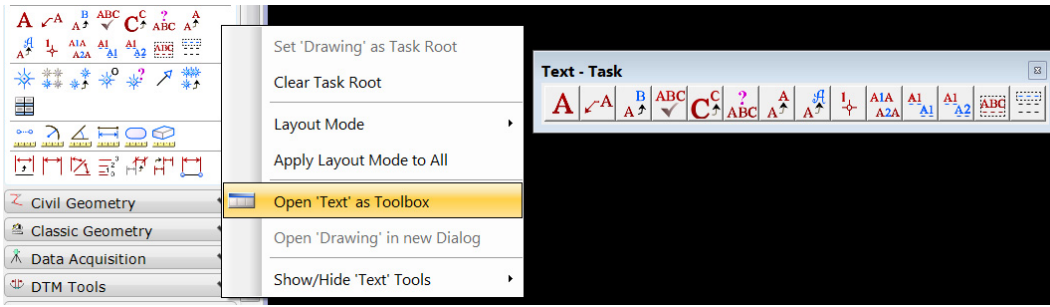 Set 'Drawing' as Task Root
Clear Task Root
Layout Mode
Apply Layout Mode to All
Open 'Text' as Toolbox
Open 'Drawing' in new Dialog
Show/Hide 'Text' Tools
Civil Geometry
Classic Geometry
Data Acquisition
DTM Tools
Text - Task